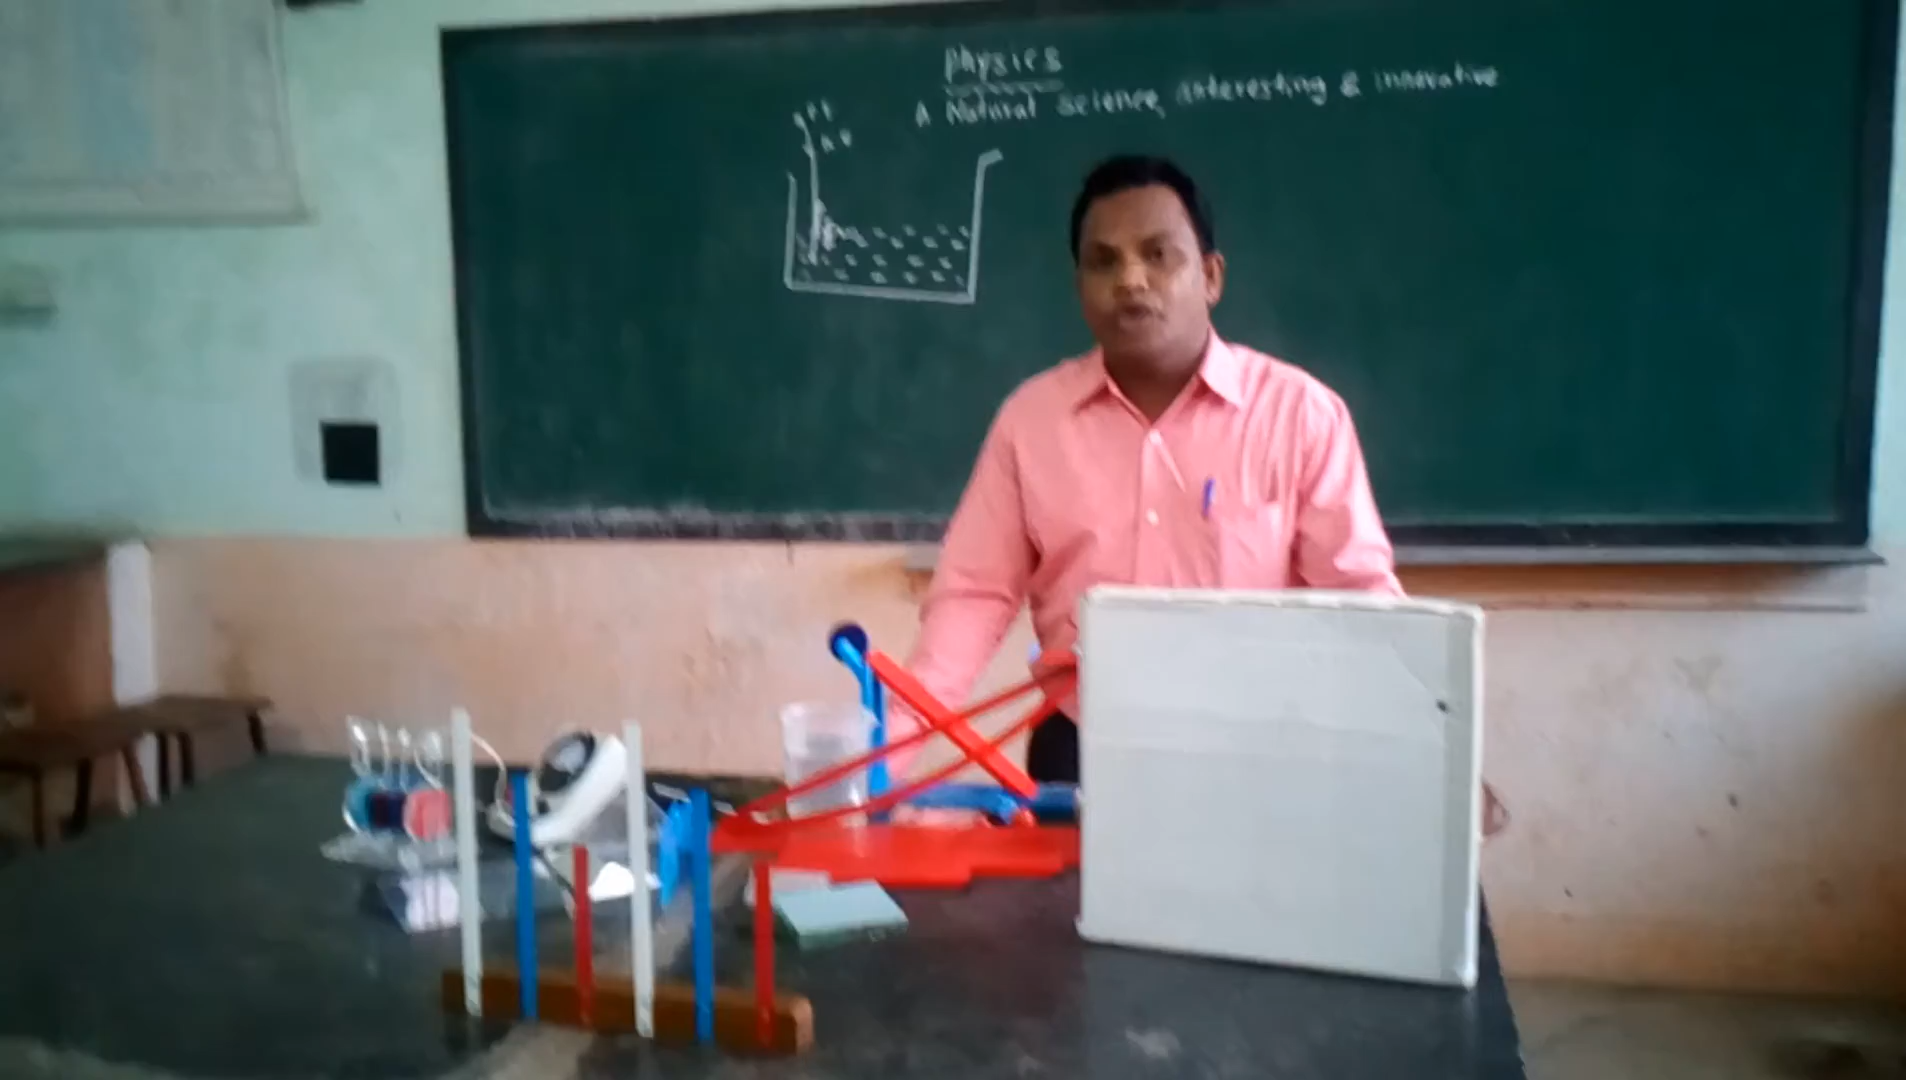 Physics
A Natural Science, interesting & innovative